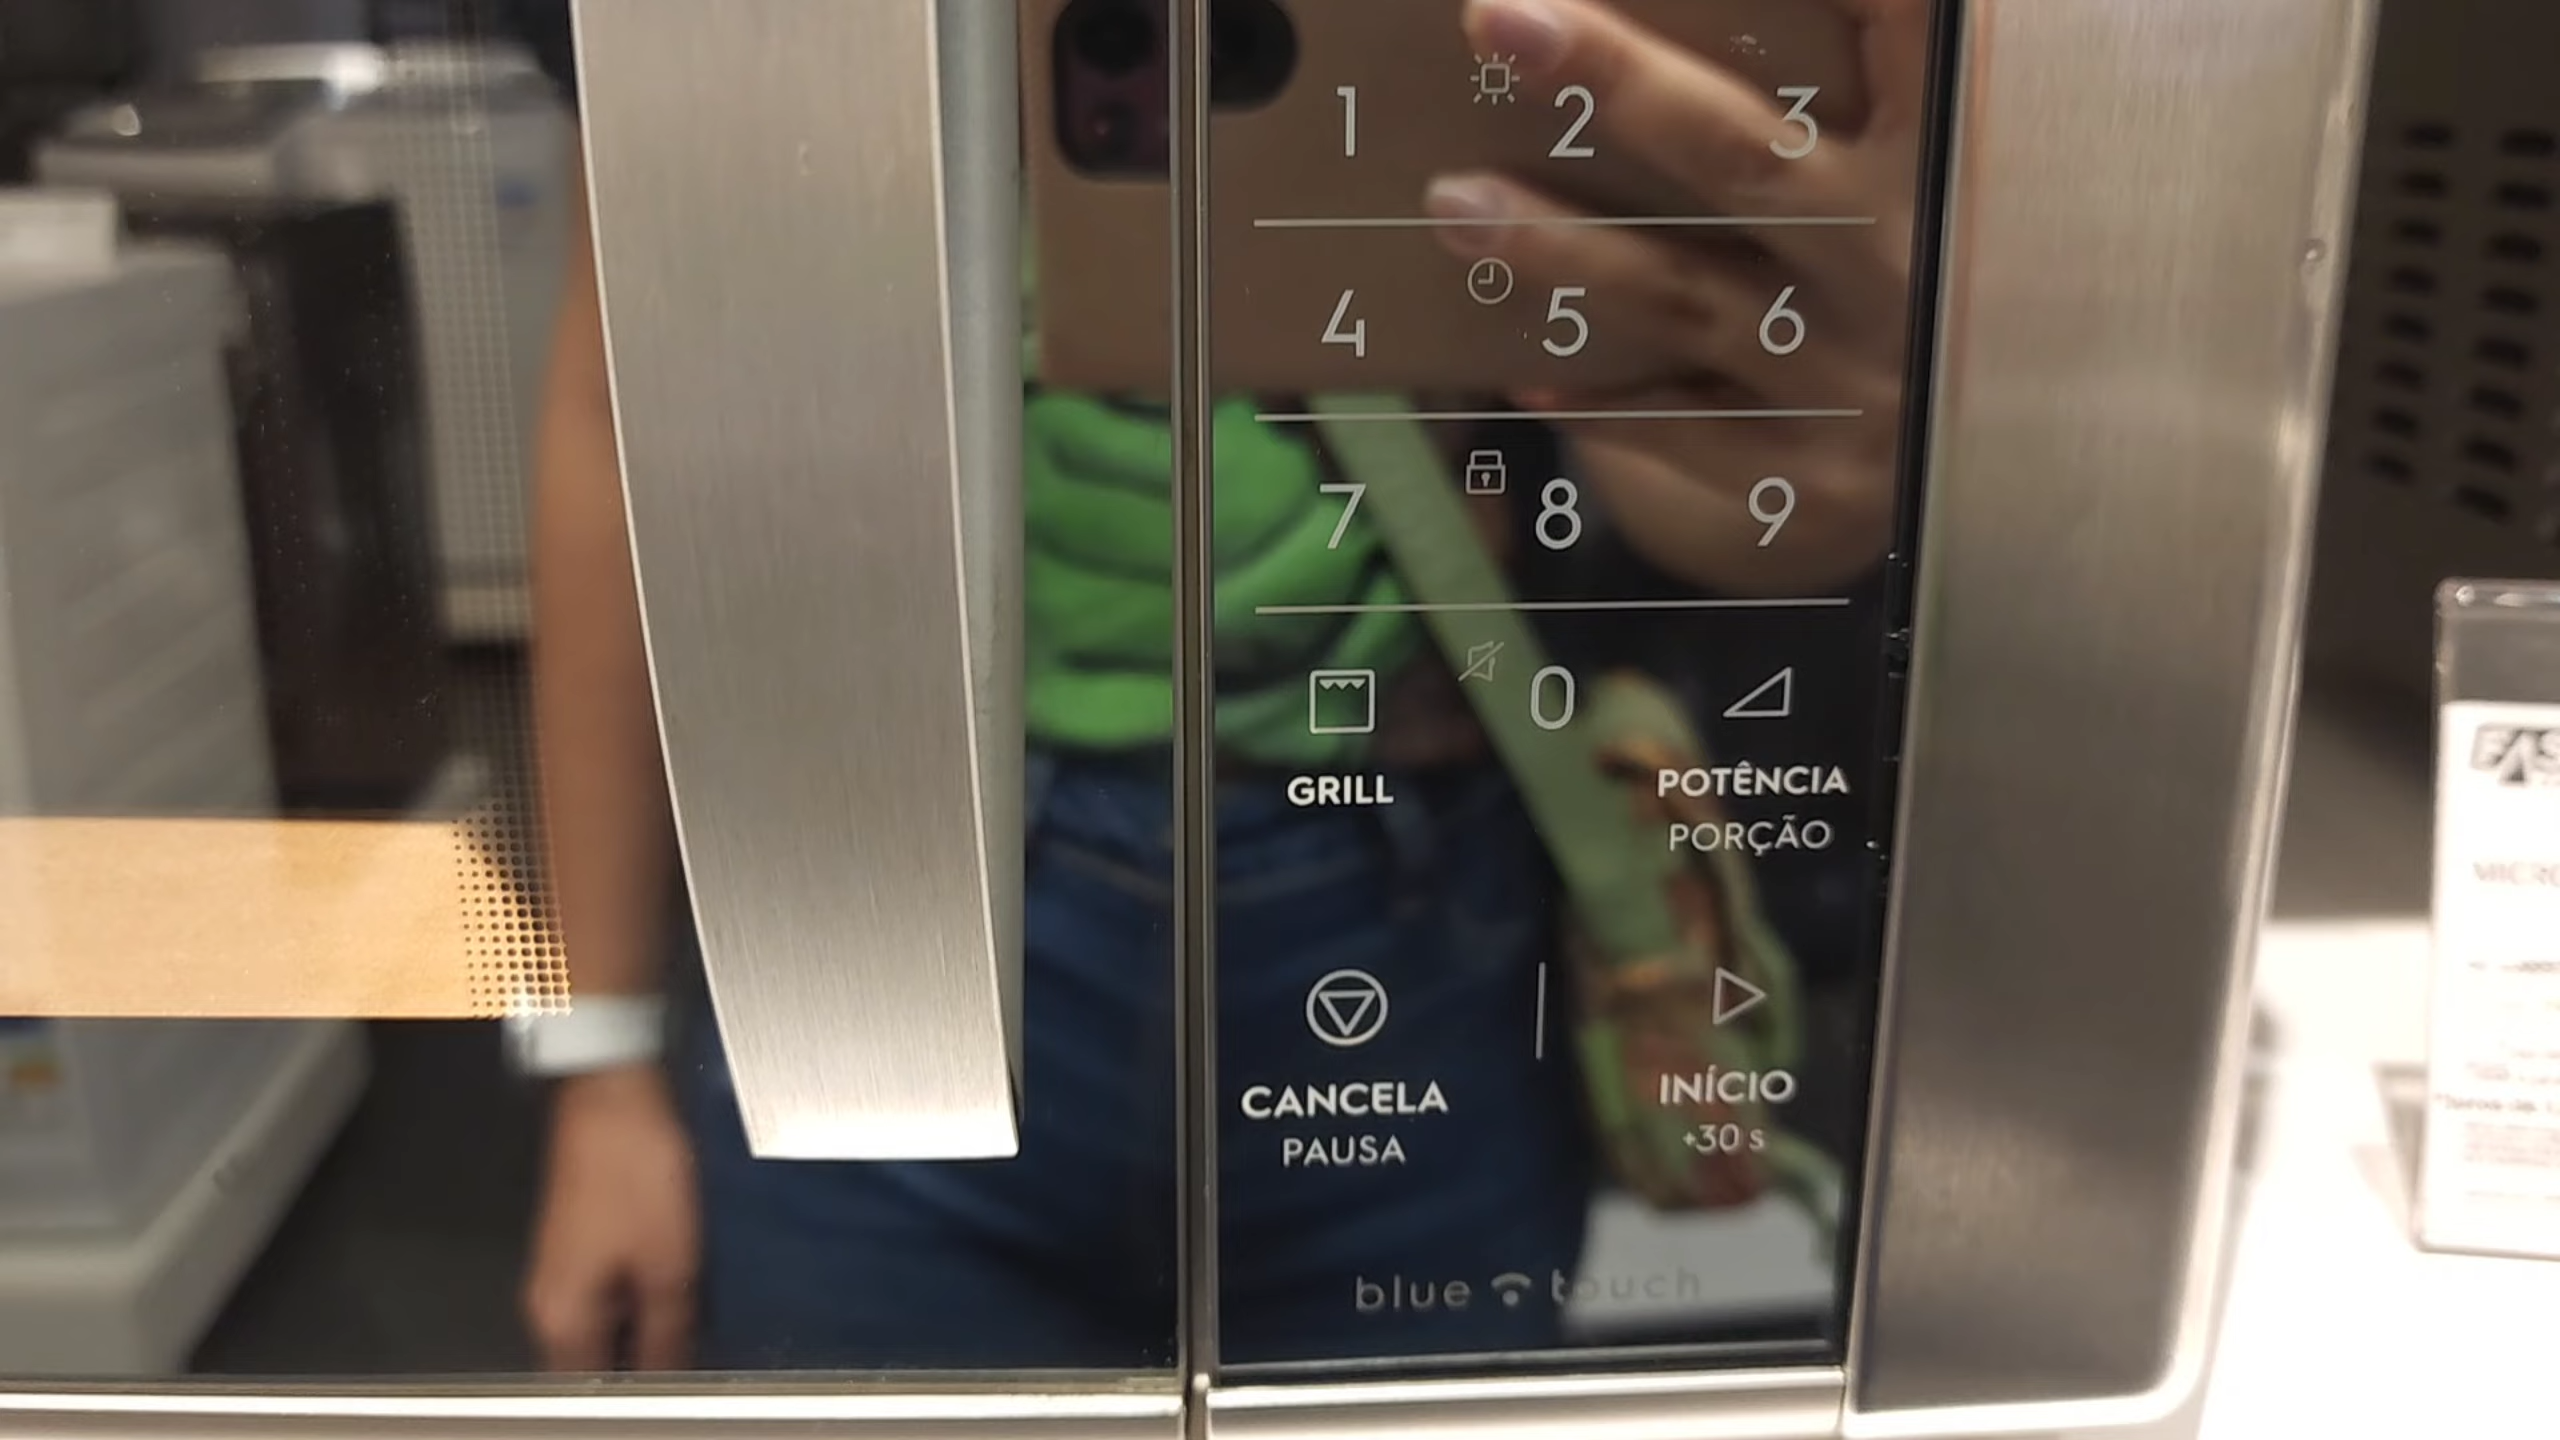 1 2 3
4 5 6
7 8 9
0
GRILL
POTÊNCIA
PORÇÃO
CANCELA
PAUSA
INÍCIO
+30 s
blue touch